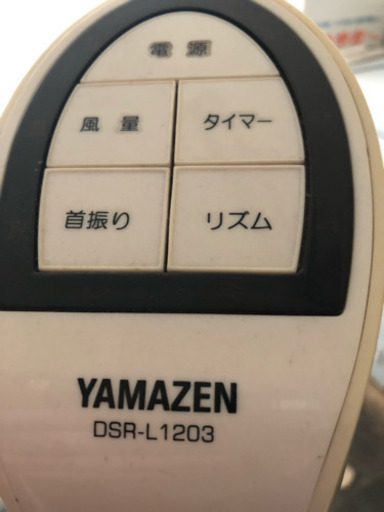 電源
風量
タイマー
首振り
リズム
YAMAZEN
DSR-L1203